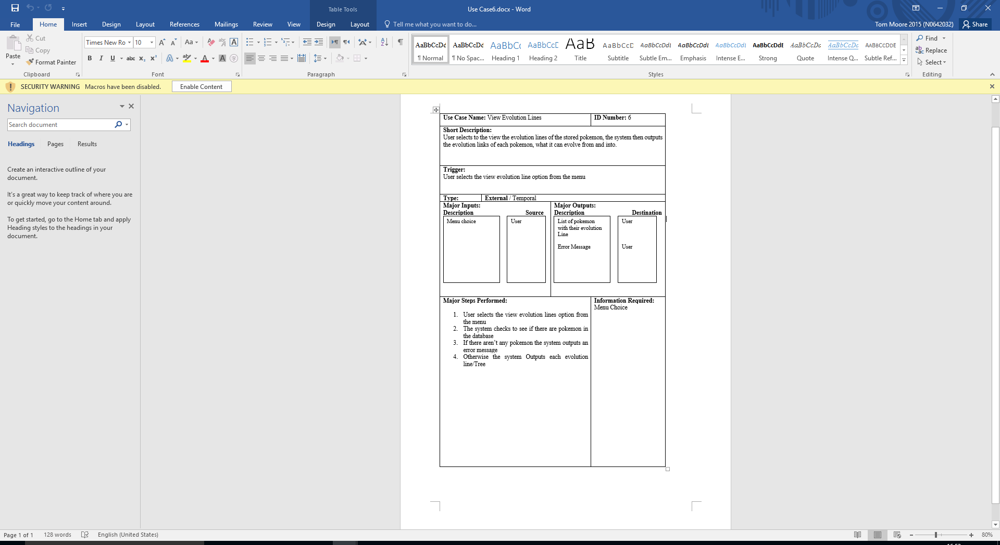 Table Tools
Use Case6.docx - Word
File Home Insert Design Layout References Mailings Review View Design Layout Tell me what you want to do...
Tom Moore 2015 (N0642032) Share
Paste
Cut
Copy
Format Painter
Clipboard
Times New Ro 10
Font
Paragraph
AaBbCcDc AaBbCcDc AaBbCc AaBbCcD AaB AaBbCcD AaBbCcDdI AaBbCcDdI AaBbCcDdI AaBbCcDdE AaBbCcDc AaBbCcDc AABBCCDDE
¶ Normal ¶ No Spac... Heading 1 Heading 2 Title Subtitle Subtle Em... Emphasis Intense E... Strong Quote Intense Q... Subtle Ref...
Styles
Find
Replace
Select
Editing
SECURITY WARNING Macros have been disabled. Enable Content
Navigation
Search document
Headings Pages Results
Create an interactive outline of your
document.
It's a great way to keep track of where you are
or quickly move your content around.
To get started, go to the Home tab and apply
Heading styles to the headings in your
document.
Use Case Name: View Evolution Lines
ID Number: 6
Short Description:
User selects to the view the evolution lines of the stored pokemon, the system then outputs
the evolution links of each pokemon, what it can evolve from and into.
Trigger:
User selects the view evolution line option from the menu
Type: External / Temporal
Major Inputs:
Description Source
Menu choice User
Major Outputs:
Description Destination
List of pokemon
with their evolution
Line
User
Error Message User
Major Steps Performed:
1. User selects the view evolution lines option from
the menu
2. The system checks to see if there are pokemon in
the database
3. If there aren't any pokemon the system outputs an
error message
4. Otherwise the system Outputs each evolution
line/Tree
Information Required:
Menu Choice
Page 1 of 1 128 words English (United States)
80%